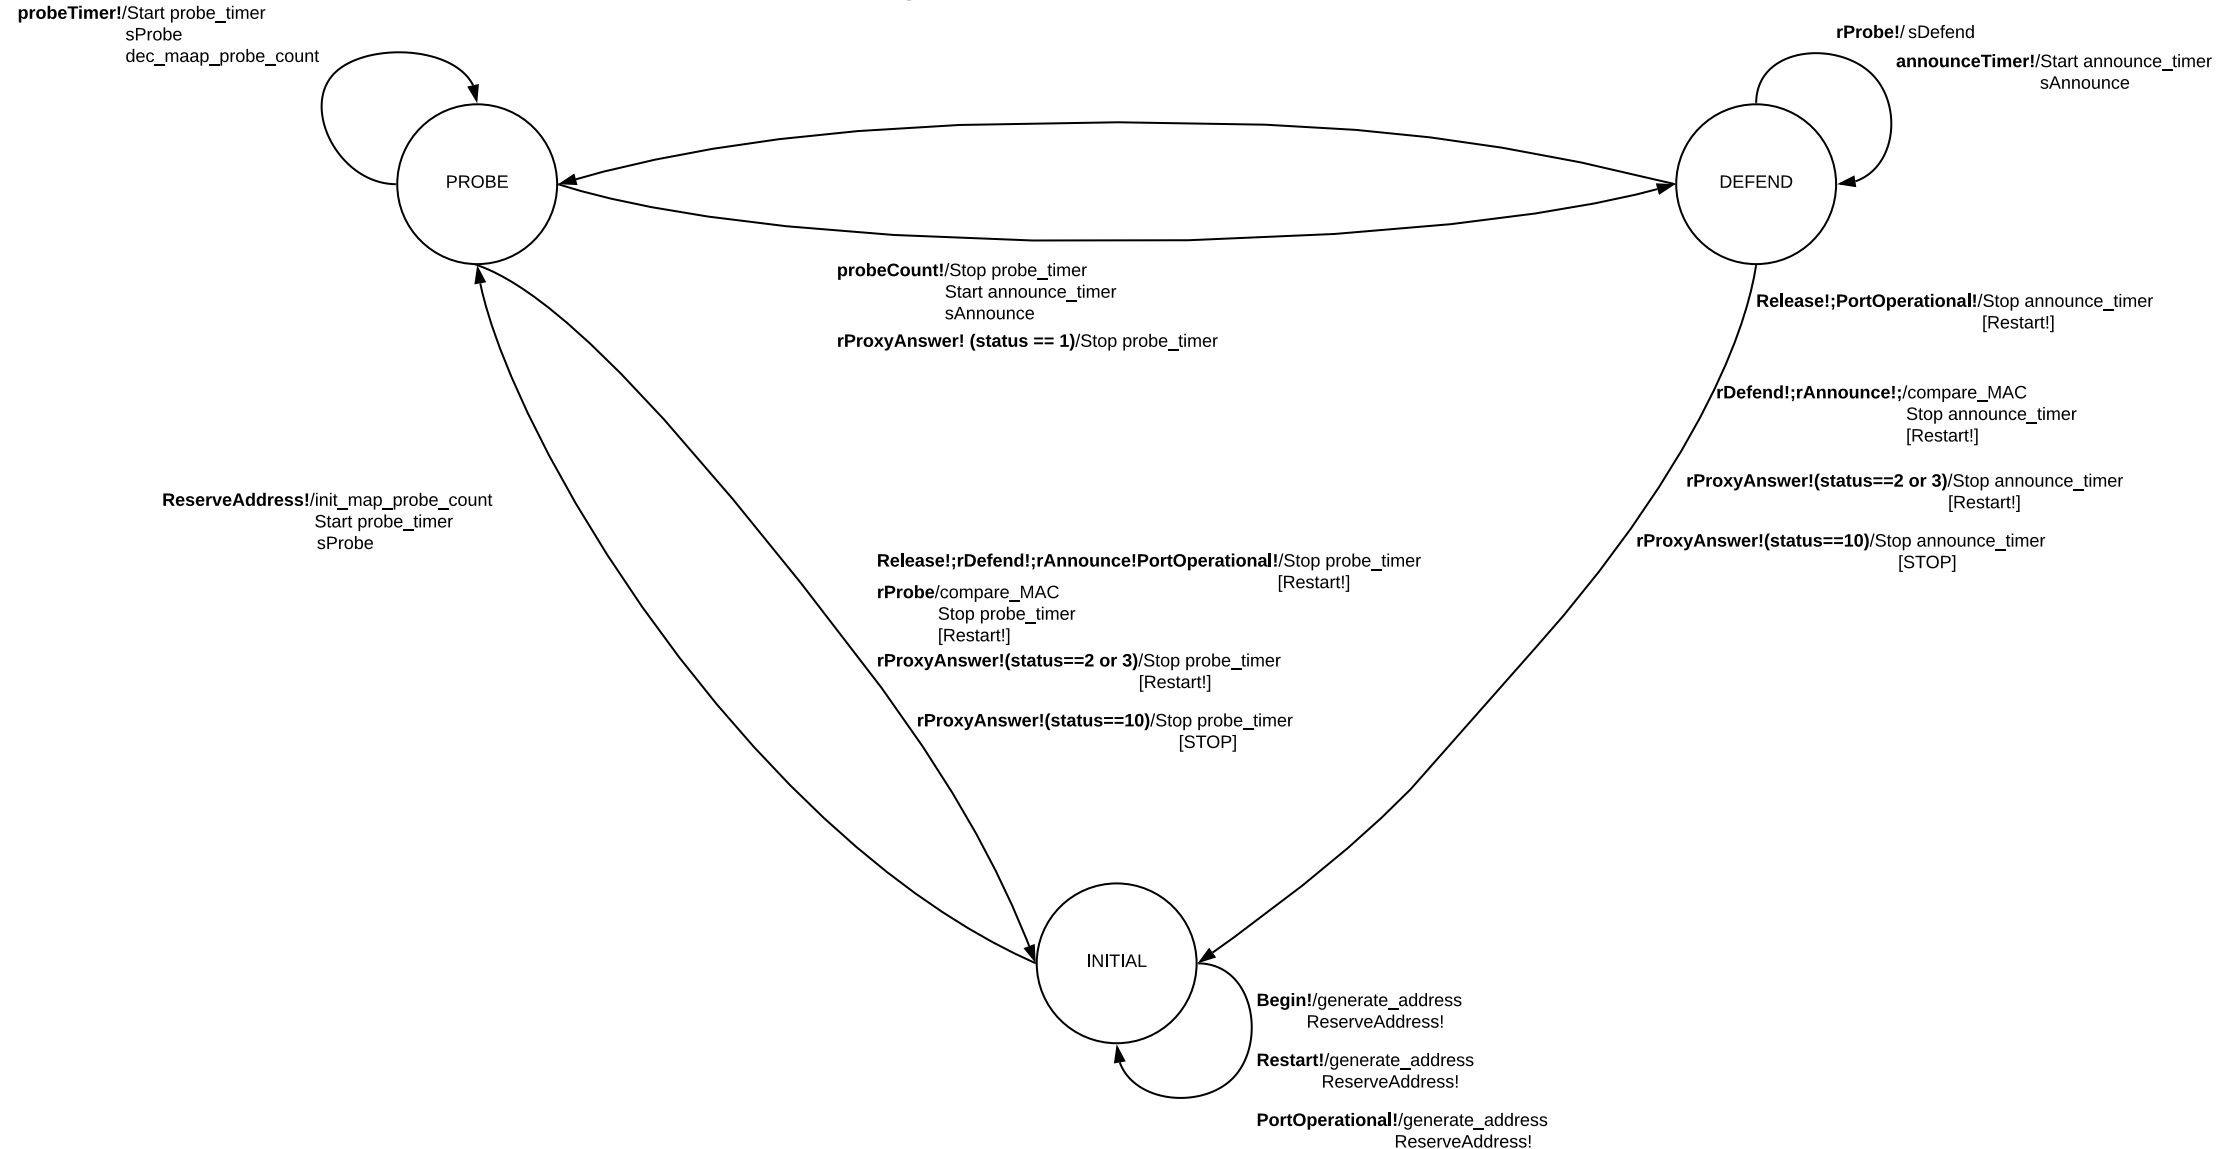 probeTimer!/Start probe_timer
sProbe
dec_maap_probe_count
rProbe!/ sDefend
announceTimer!/Start announce_timer
sAnnounce
PROBE
DEFEND
probeCount!/Stop probe_timer
Start announce_timer
sAnnounce
rProxyAnswer! (status == 1)/Stop probe_timer
Release!;PortOperational!/Stop announce_timer
[Restart!]
rDefend!;rAnnounce!;/compare_MAC
Stop announce_timer
[Restart!]
rProxyAnswer!(status==2 or 3)/Stop announce_timer
[Restart!]
rProxyAnswer!(status==10)/Stop announce_timer
[STOP]
ReserveAddress!/init_map_probe_count
Start probe_timer
sProbe
Release!;rDefend!;rAnnounce!PortOperational!/Stop probe_timer
[Restart!]
rProbe/compare_MAC
Stop probe_timer
[Restart!]
rProxyAnswer!(status==2 or 3)/Stop probe_timer
[Restart!]
rProxyAnswer!(status==10)/Stop probe_timer
[STOP]
INITIAL
Begin!/generate_address
ReserveAddress!
Restart!/generate_address
ReserveAddress!
PortOperational!/generate_address
ReserveAddress!